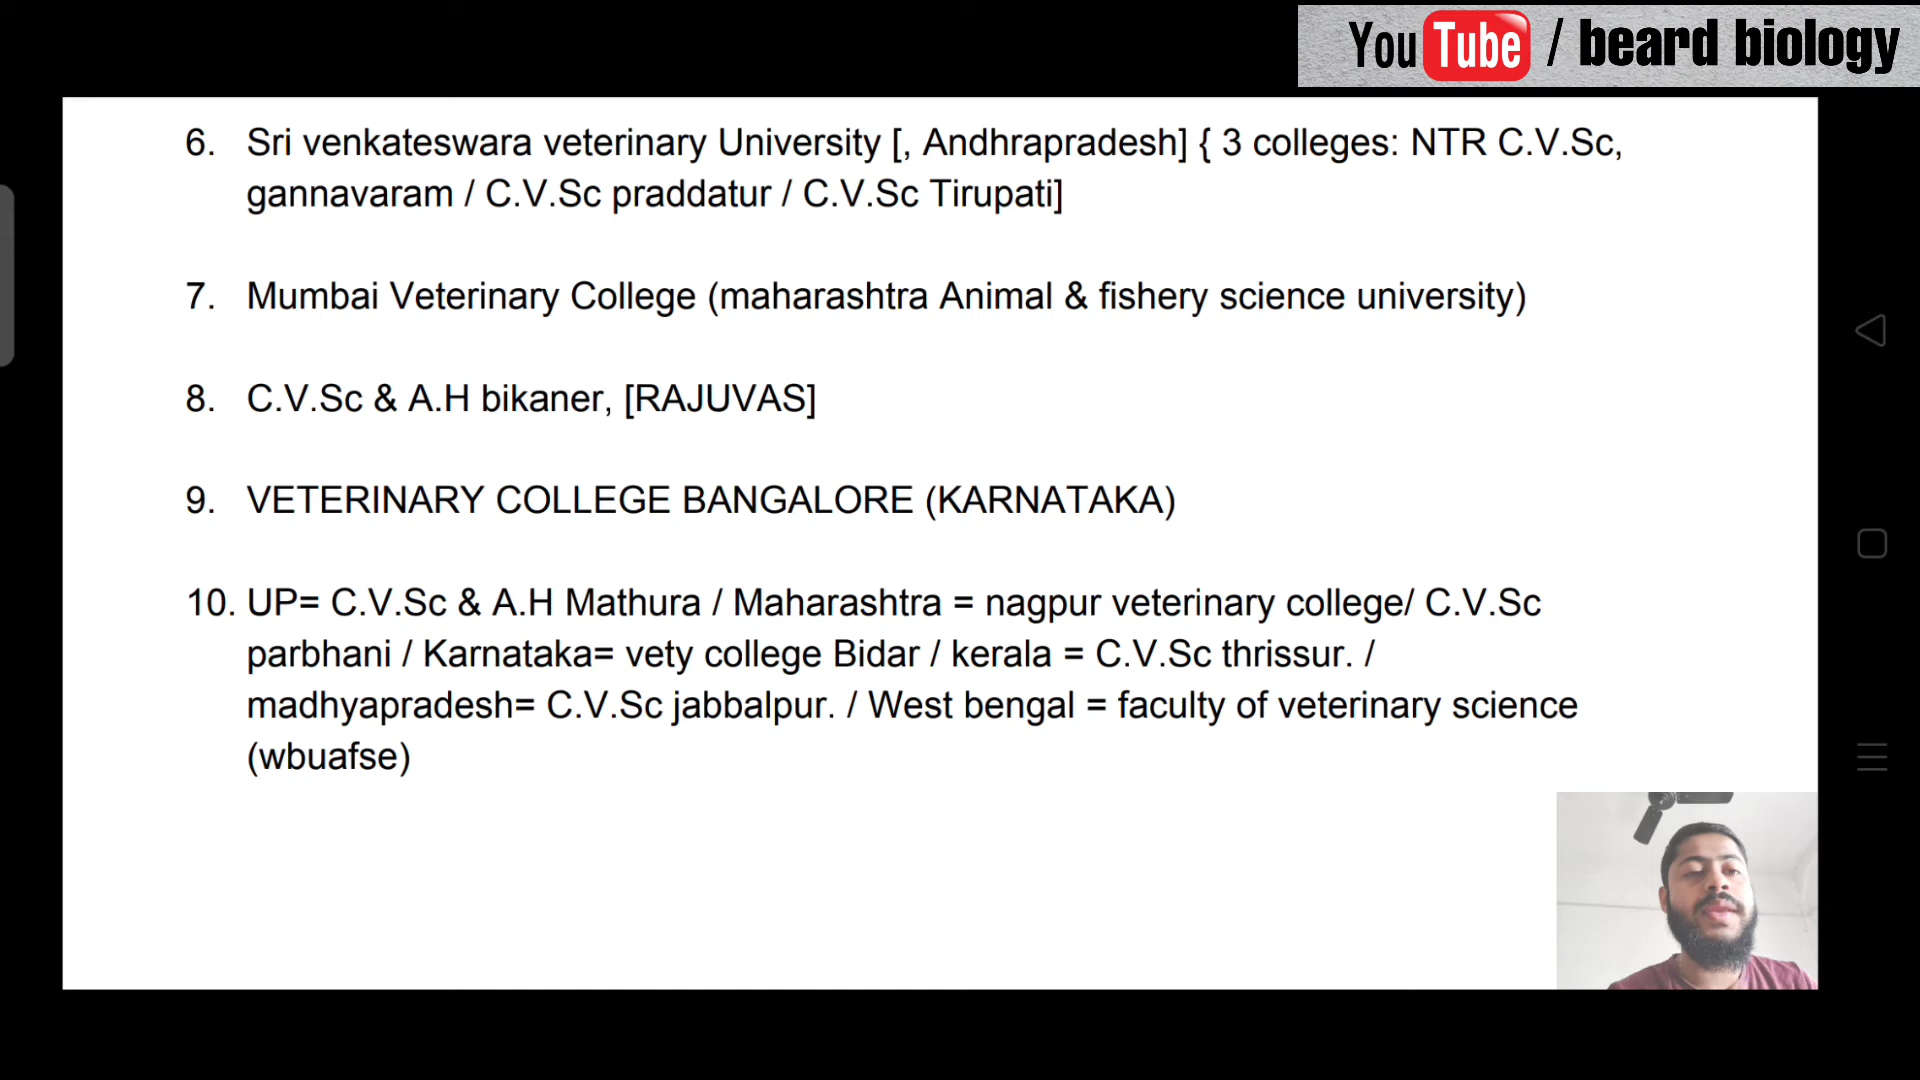 YouTube / beard biology
6. Sri venkateswara veterinary University [, Andhrapradesh] { 3 colleges: NTR C.V.Sc,
gannavaram / C.V.Sc praddatur / C.V.Sc Tirupati]
7. Mumbai Veterinary College (maharashtra Animal & fishery science university)
8. C.V.Sc & A.H bikaner, [RAJUVAS]
9. VETERINARY COLLEGE BANGALORE (KARNATAKA)
10. UP= C.V.Sc & A.H Mathura / Maharashtra = nagpur veterinary college/ C.V.Sc
parbhani / Karnataka= vety college Bidar / kerala = C.V.Sc thrissur. /
madhyapradesh= C.V.Sc jabbalpur. / West bengal = faculty of veterinary science
(wbuafse)